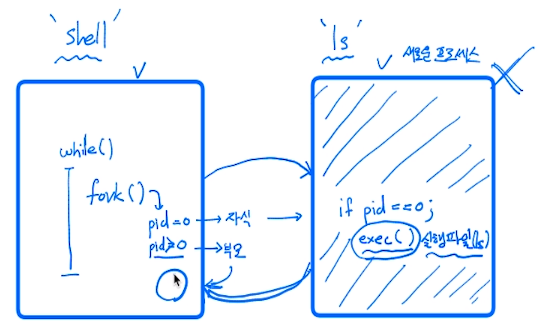 'shell'
'ls'
새로운 프로세스
while()
fork()
pid=0 → 자식 →
pid>0 → 부모
if pid==0;
exec() 실행파일(ls)